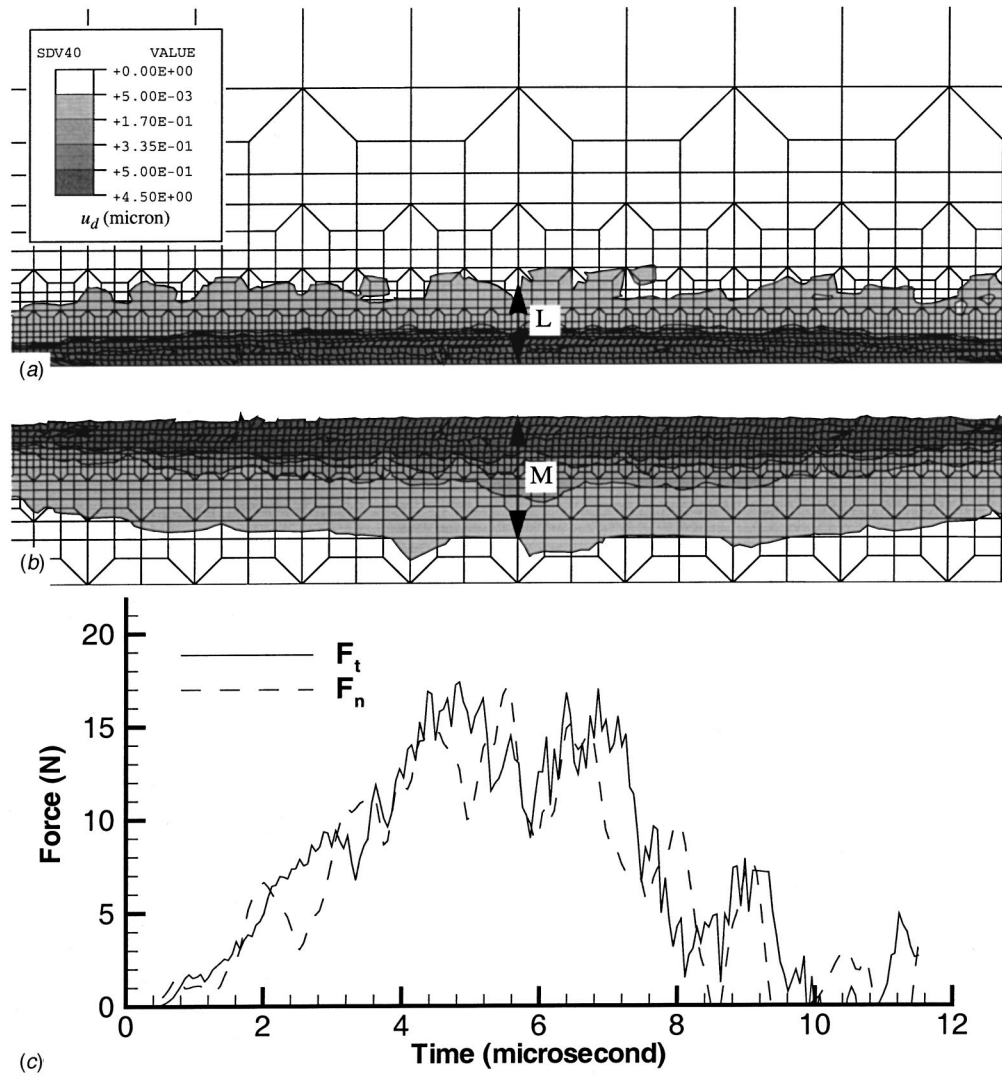 SDV40 VALUE
+0.00E+00
+5.00E-03
+1.70E-01
+3.35E-01
+5.00E-01
+4.50E+00
u_d (micron)
L
(a)
M
(b)
20
15
10
5
0
Force (N)
F_t
F_n
0 2 4 6 8 10 12
Time (microsecond)
(c)